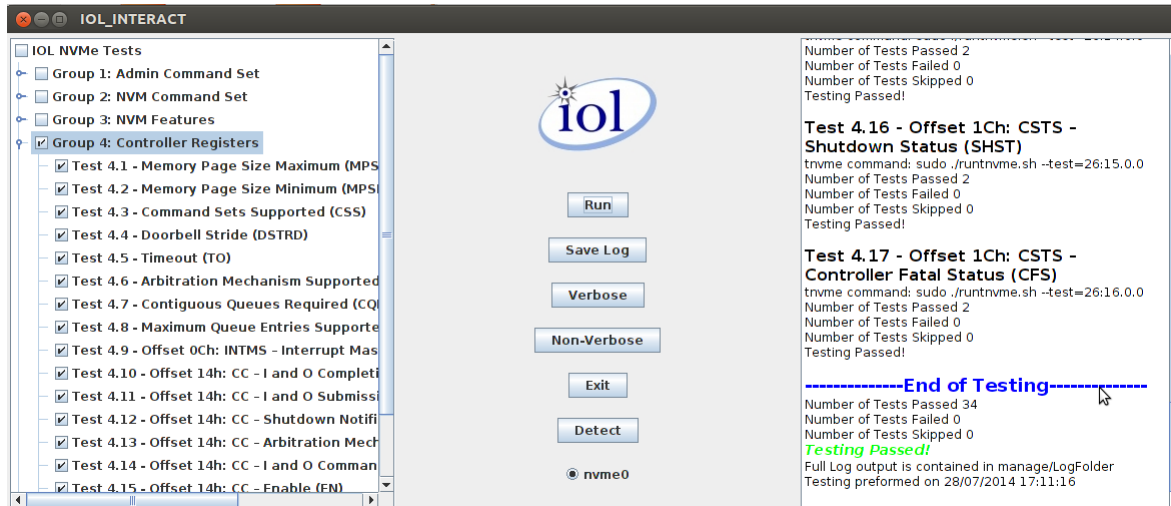 IOL_INTERACT
IOL NVMe Tests
Group 1: Admin Command Set
Group 2: NVM Command Set
Group 3: NVM Features
Group 4: Controller Registers
Test 4.1 - Memory Page Size Maximum (MPS
Test 4.2 - Memory Page Size Minimum (MPS
Test 4.3 - Command Sets Supported (CSS)
Test 4.4 - Doorbell Stride (DSTRD)
Test 4.5 - Timeout (TO)
Test 4.6 - Arbitration Mechanism Supported
Test 4.7 - Contiguous Queues Required (CQ
Test 4.8 - Maximum Queue Entries Supporte
Test 4.9 - Offset 0Ch: INTMS - Interrupt Mas
Test 4.10 - Offset 14h: CC - I and O Completi
Test 4.11 - Offset 14h: CC - I and O Submissi
Test 4.12 - Offset 14h: CC - Shutdown Notifi
Test 4.13 - Offset 14h: CC - Arbitration Mech
Test 4.14 - Offset 14h: CC - I and O Comman
Test 4.15 - Offset 14h: CC - Enable (EN)
iol
Run
Save Log
Verbose
Non-Verbose
Exit
Detect
nvme0
Number of Tests Passed 2
Number of Tests Failed 0
Number of Tests Skipped 0
Testing Passed!
Test 4.16 - Offset 1Ch: CSTS -
Shutdown Status (SHST)
tnvme command: sudo ./runtnvme.sh --test=26:15.0.0
Number of Tests Passed 2
Number of Tests Failed 0
Number of Tests Skipped 0
Testing Passed!
Test 4.17 - Offset 1Ch: CSTS -
Controller Fatal Status (CFS)
tnvme command: sudo ./runtnvme.sh --test=26:16.0.0
Number of Tests Passed 2
Number of Tests Failed 0
Number of Tests Skipped 0
Testing Passed!
--------------End of Testing--------------
Number of Tests Passed 34
Number of Tests Failed 0
Number of Tests Skipped 0
Testing Passed!
Full Log output is contained in manage/LogFolder
Testing preformed on 28/07/2014 17:11:16